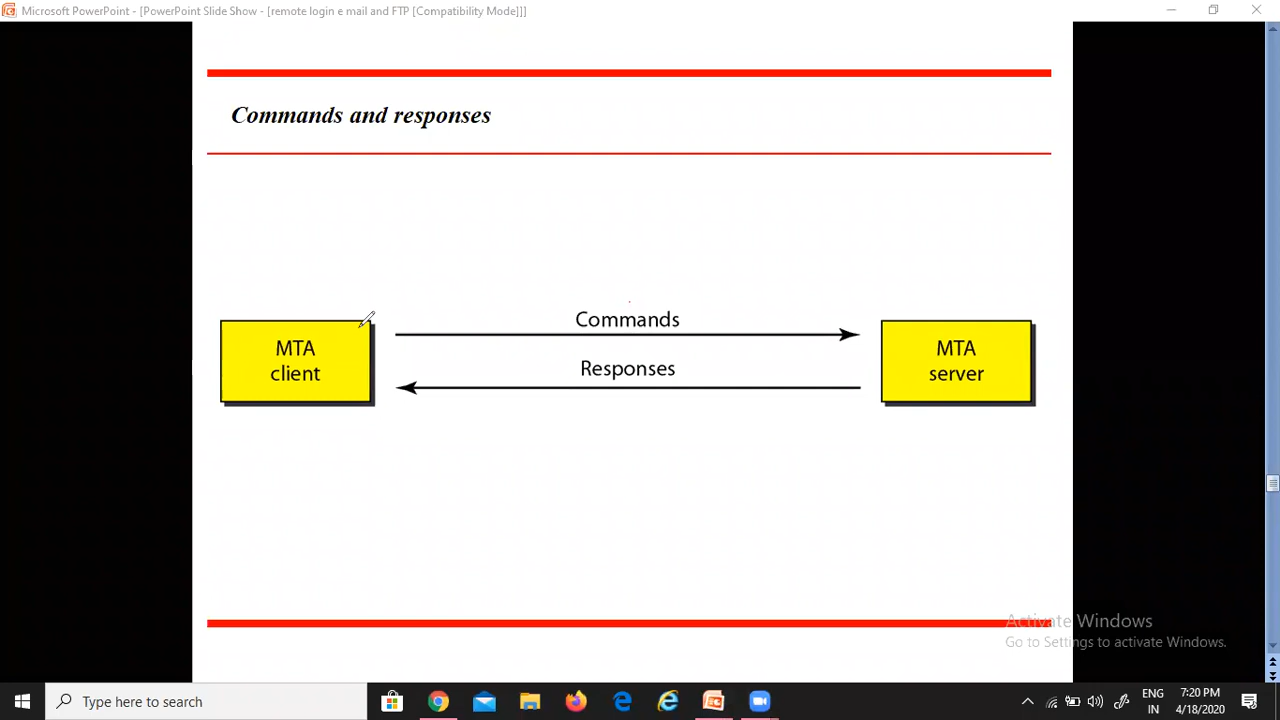 Microsoft PowerPoint - [PowerPoint Slide Show - [remote login e mail and FTP [Compatibility Mode]]]
Commands and responses
Commands
MTA
client
Responses
MTA
server
Activate Windows
Go to Settings to activate Windows.
Type here to search
ENG
IN
7:20 PM
4/18/2020